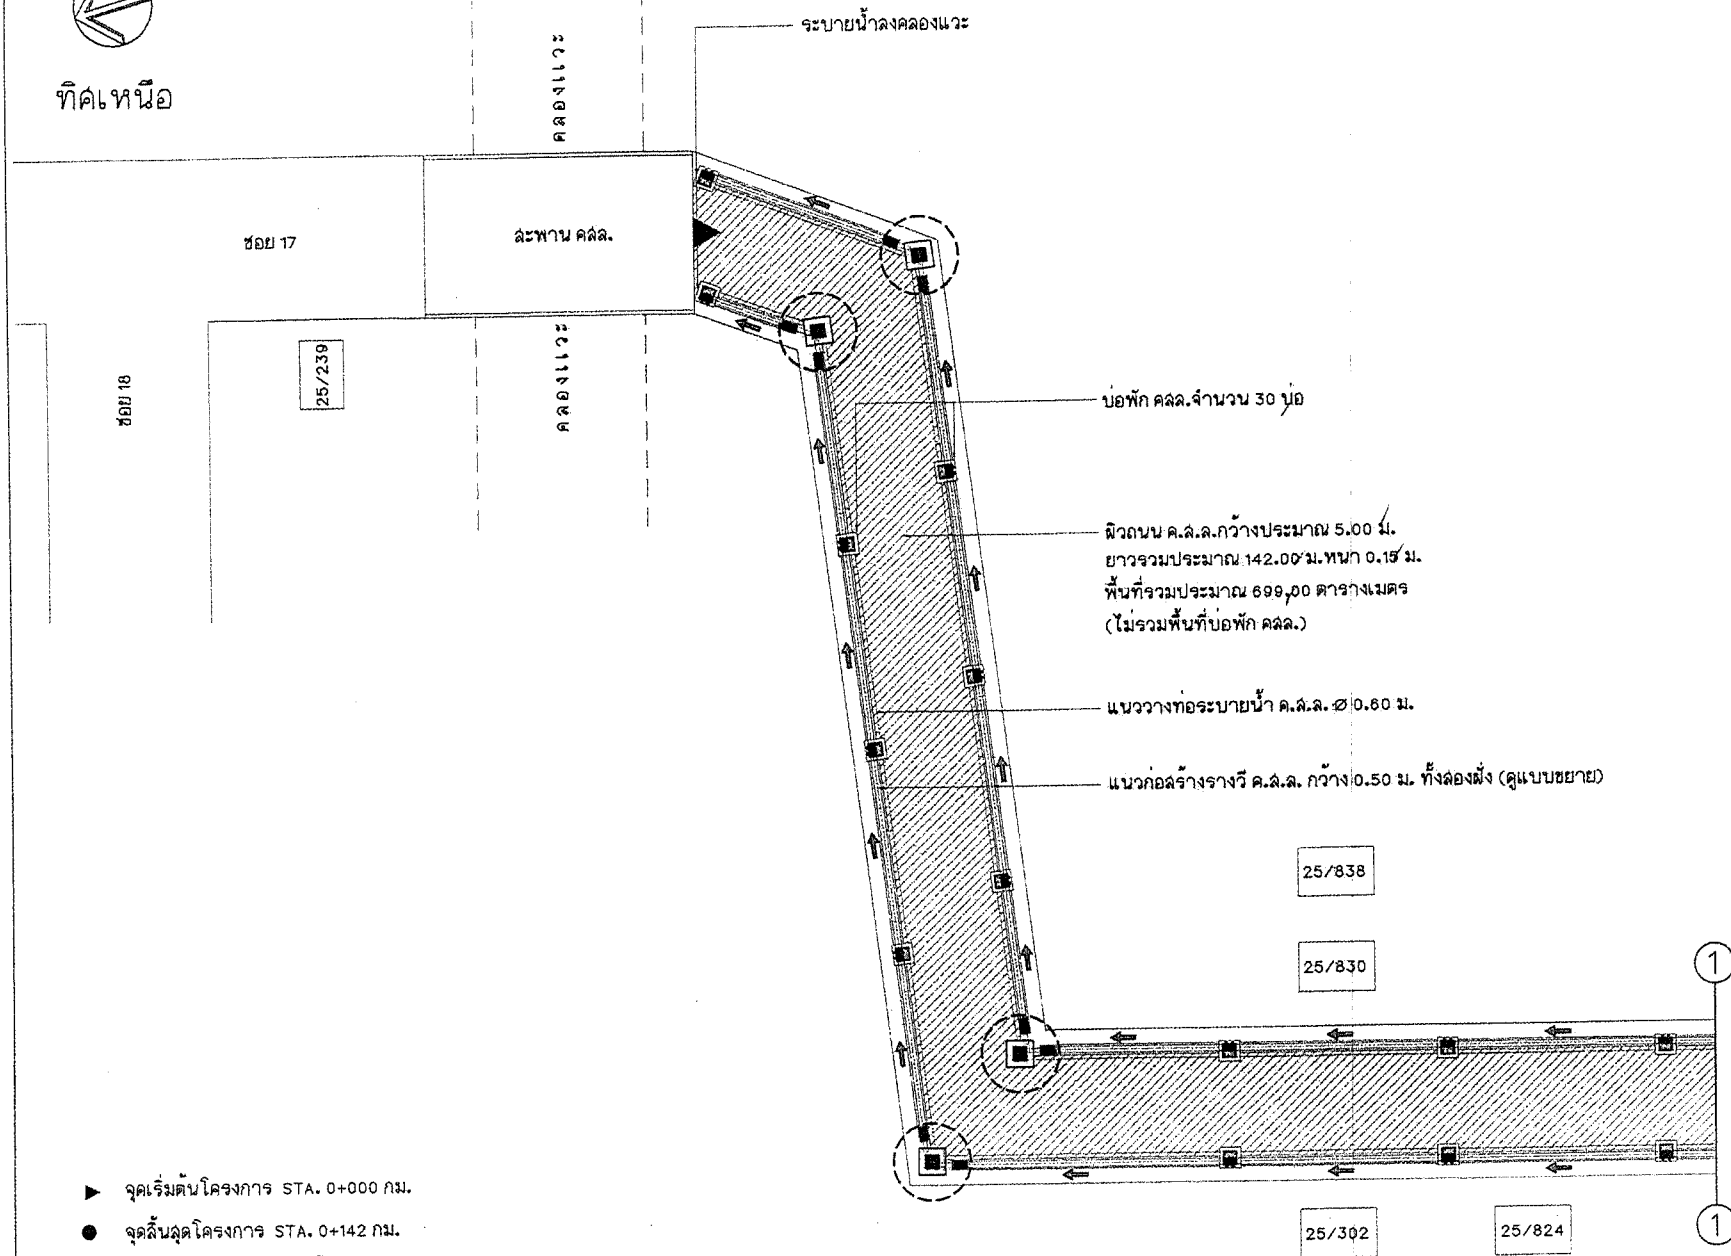 ระบายน้ำลงคลองแวะ
ทิศเหนือ
คลองแวะ
ซอย 17
สะพาน คสล.
25/239
ซอย 18
คลองแวะ
บ่อพัก คสล.จำนวน 30 บ่อ
ผิวถนน ค.ส.ล.กว้างประมาณ 5.00 ม.
ยาวรวมประมาณ 142.00 ม.หนา 0.15 ม.
พื้นที่รวมประมาณ 699.00 ตารางเมตร
(ไม่รวมพื้นที่บ่อพัก คสล.)
แนววางท่อระบายน้ำ ค.ส.ล. Ø 0.60 ม.
แนวก่อสร้างรางวี ค.ส.ล. กว้าง 0.50 ม. ทั้งสองฝั่ง (ดูแบบขยาย)
25/838
25/830
1
จุดเริ่มต้นโครงการ STA. 0+000 กม.
จุดสิ้นสุดโครงการ STA. 0+142 กม.
25/302
25/824
1